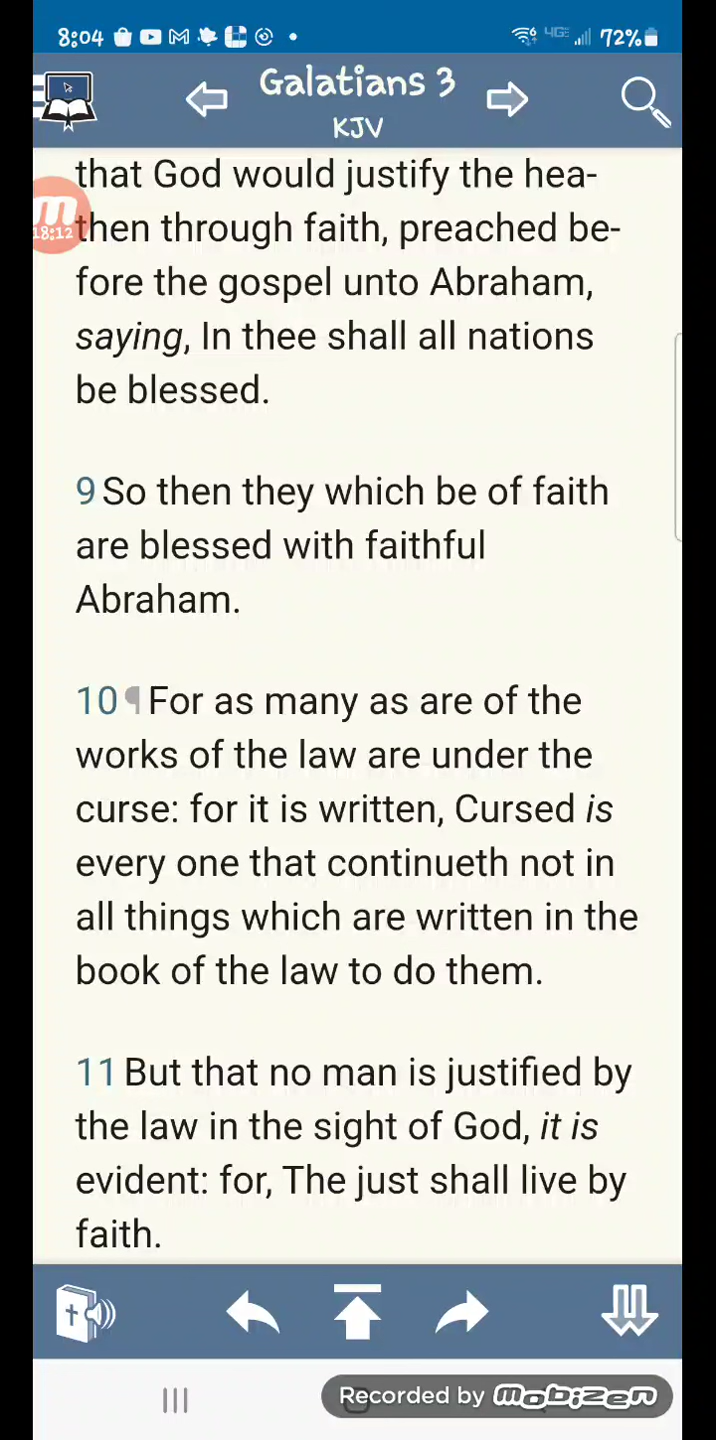 8:04 4GE 72%
Galatians 3
KJV
that God would justify the hea-
then through faith, preached be-
fore the gospel unto Abraham,
saying, In thee shall all nations
be blessed.
m
18:12
9 So then they which be of faith
are blessed with faithful
Abraham.
10 ¶ For as many as are of the
works of the law are under the
curse: for it is written, Cursed is
every one that continueth not in
all things which are written in the
book of the law to do them.
11 But that no man is justified by
the law in the sight of God, it is
evident: for, The just shall live by
faith.
Recorded by mobizen